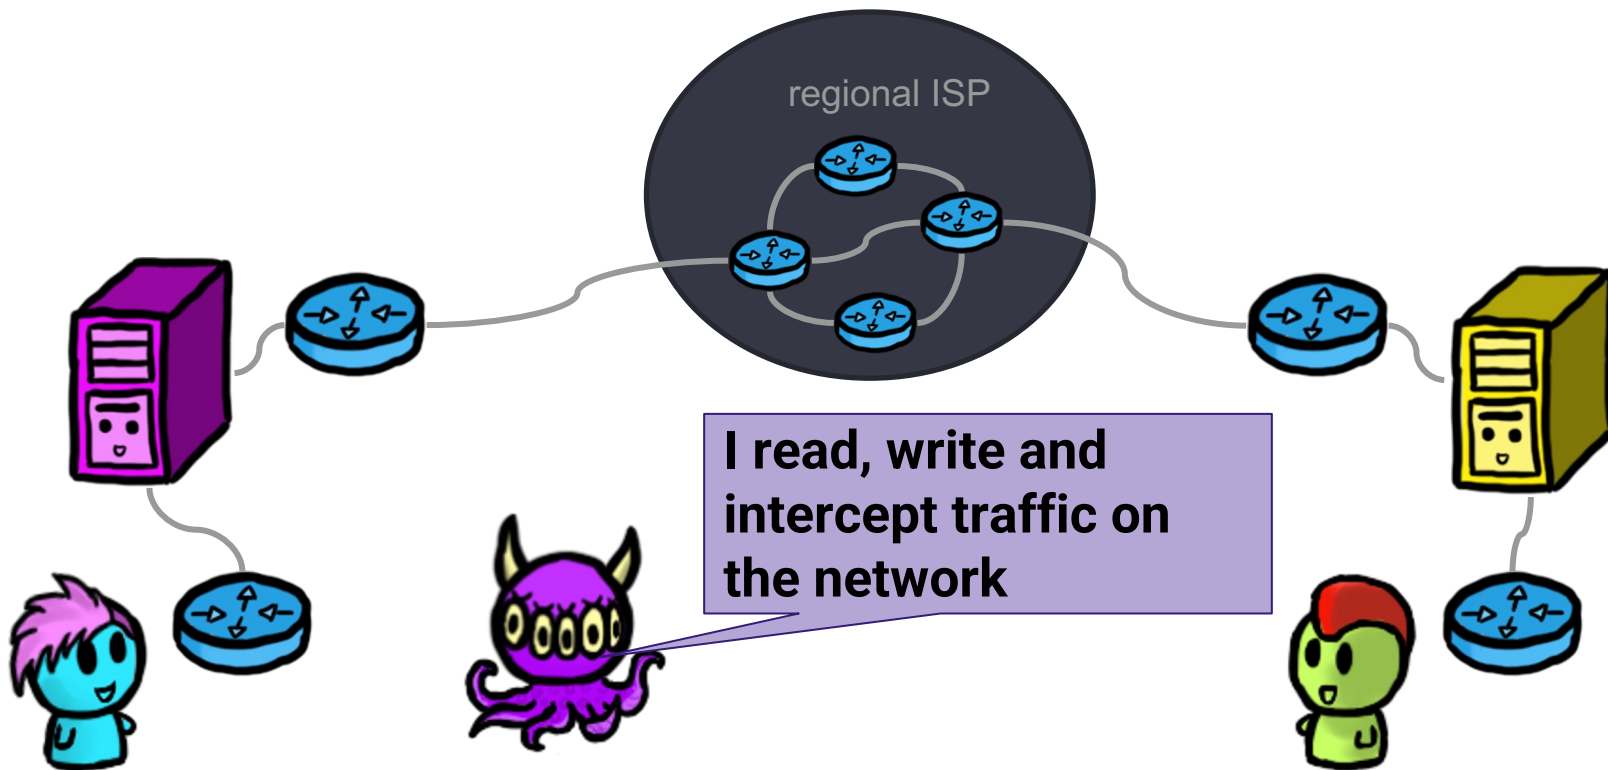 regional ISP
I read, write and
intercept traffic on
the network